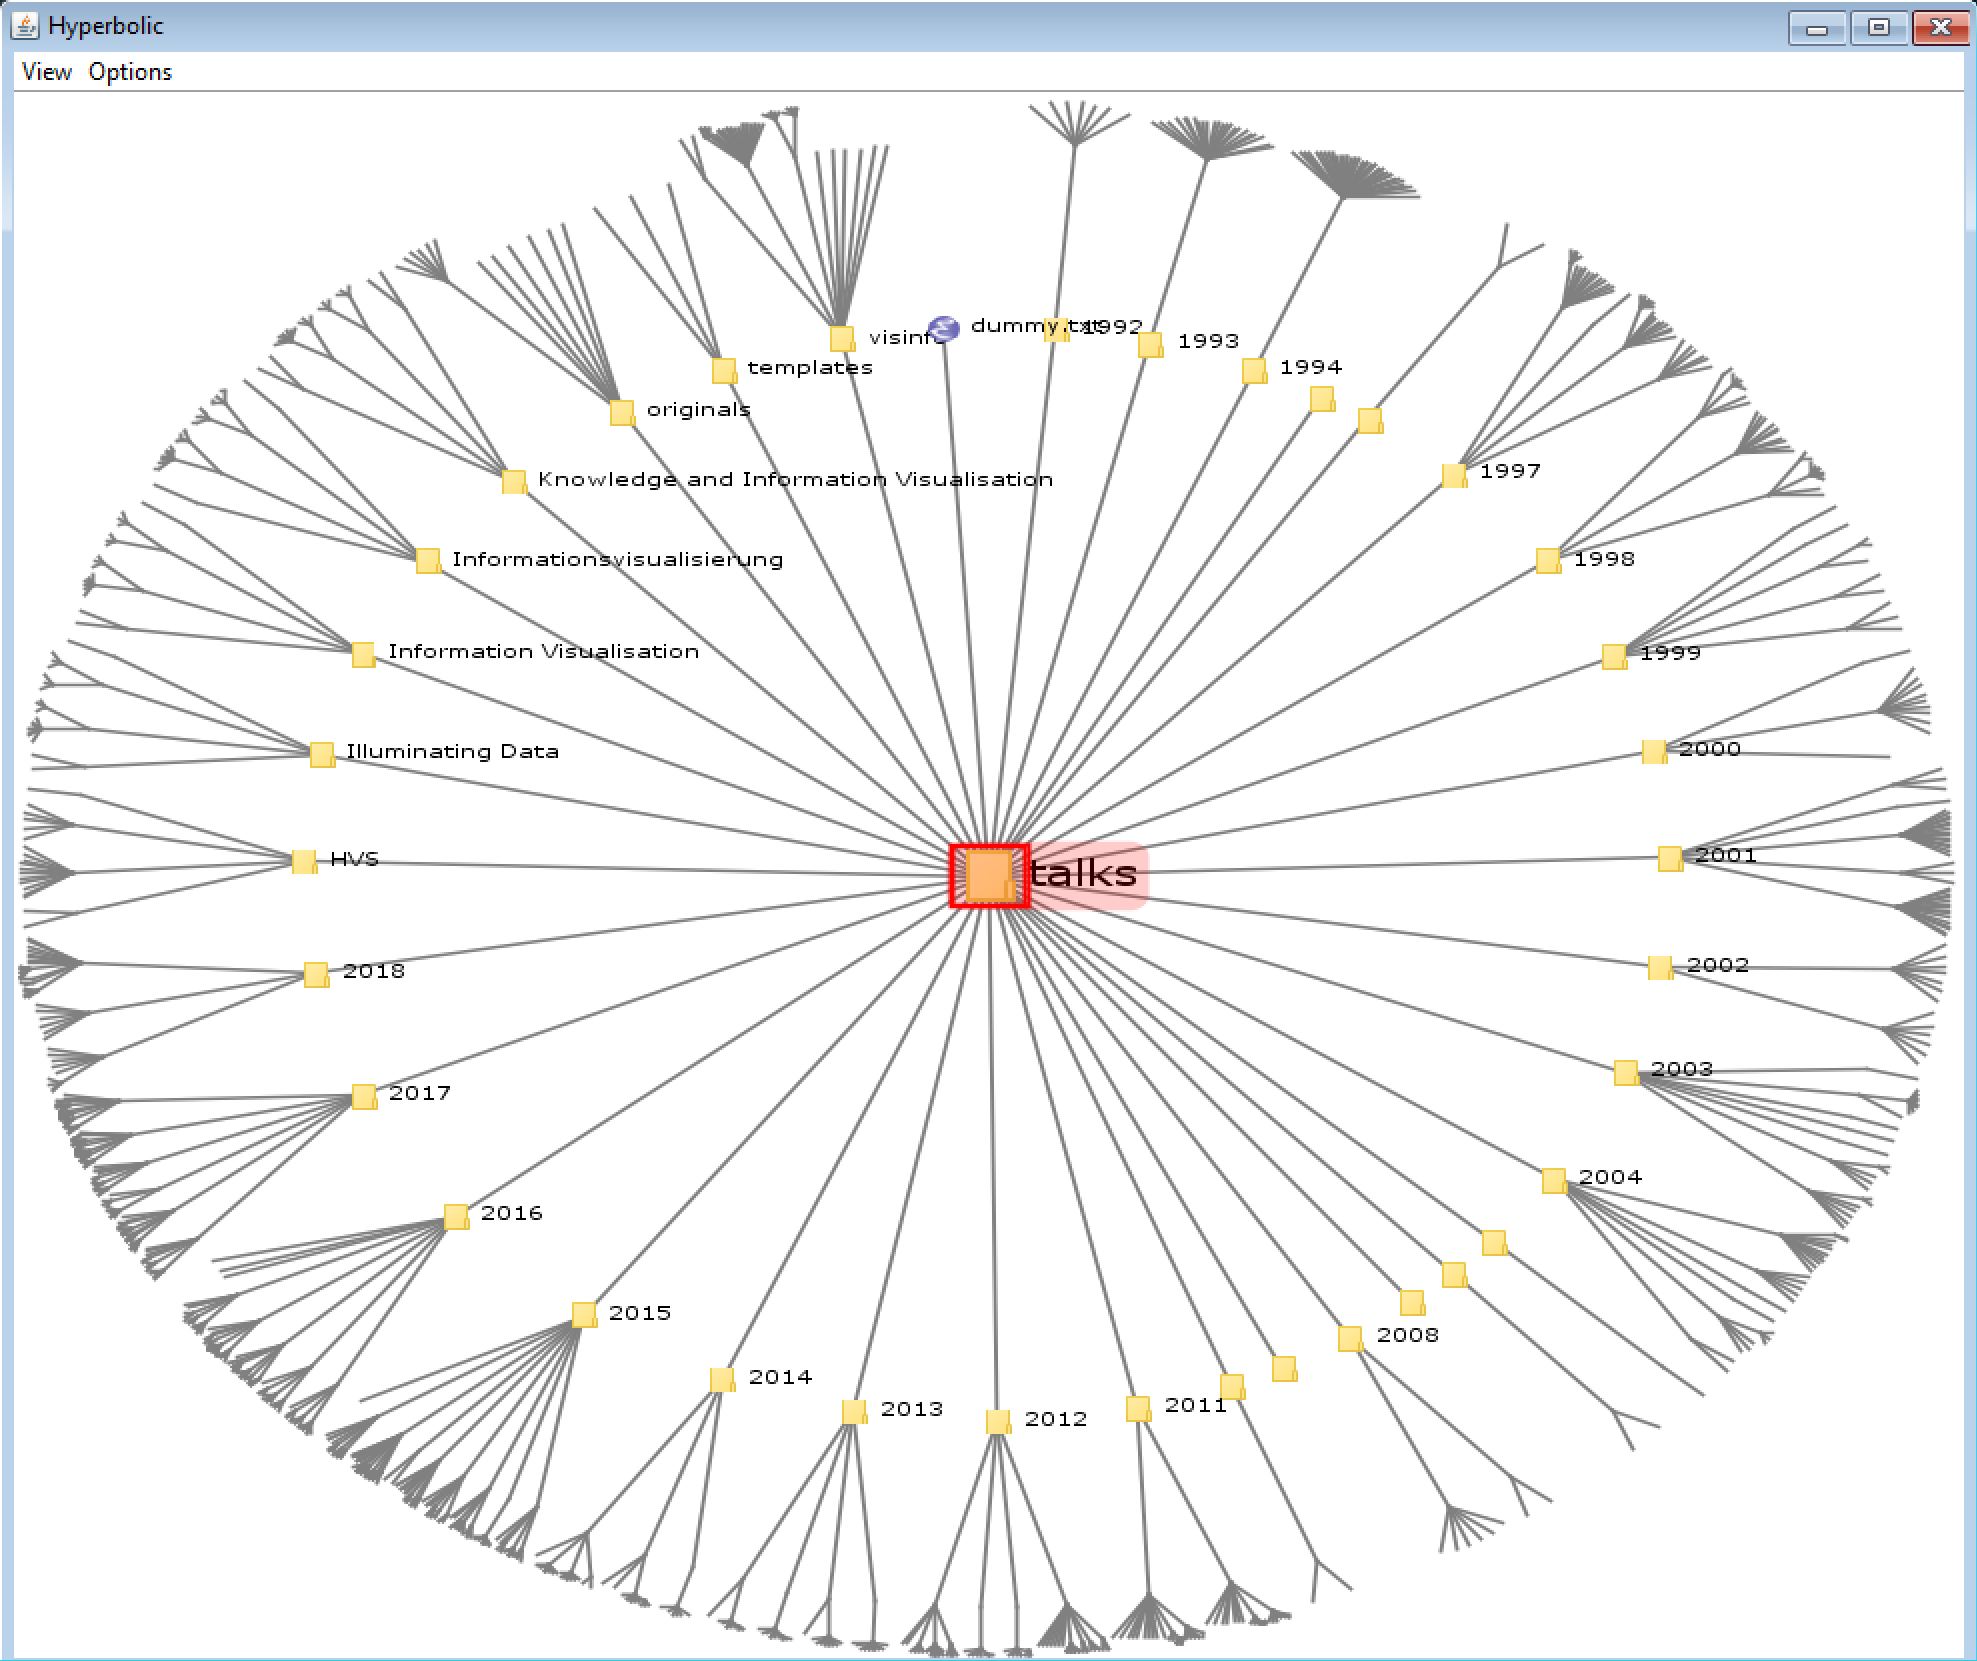 Hyperbolic
View Options
dummy.txt
1992
visinfo
1993
templates
1994
originals
1997
Knowledge and Information Visualisation
Informationsvisualisierung
1998
Information Visualisation
1999
Illuminating Data
2000
HVS
2001
talks
2018
2002
2017
2003
2004
2016
2015
2008
2014
2013
2012
2011